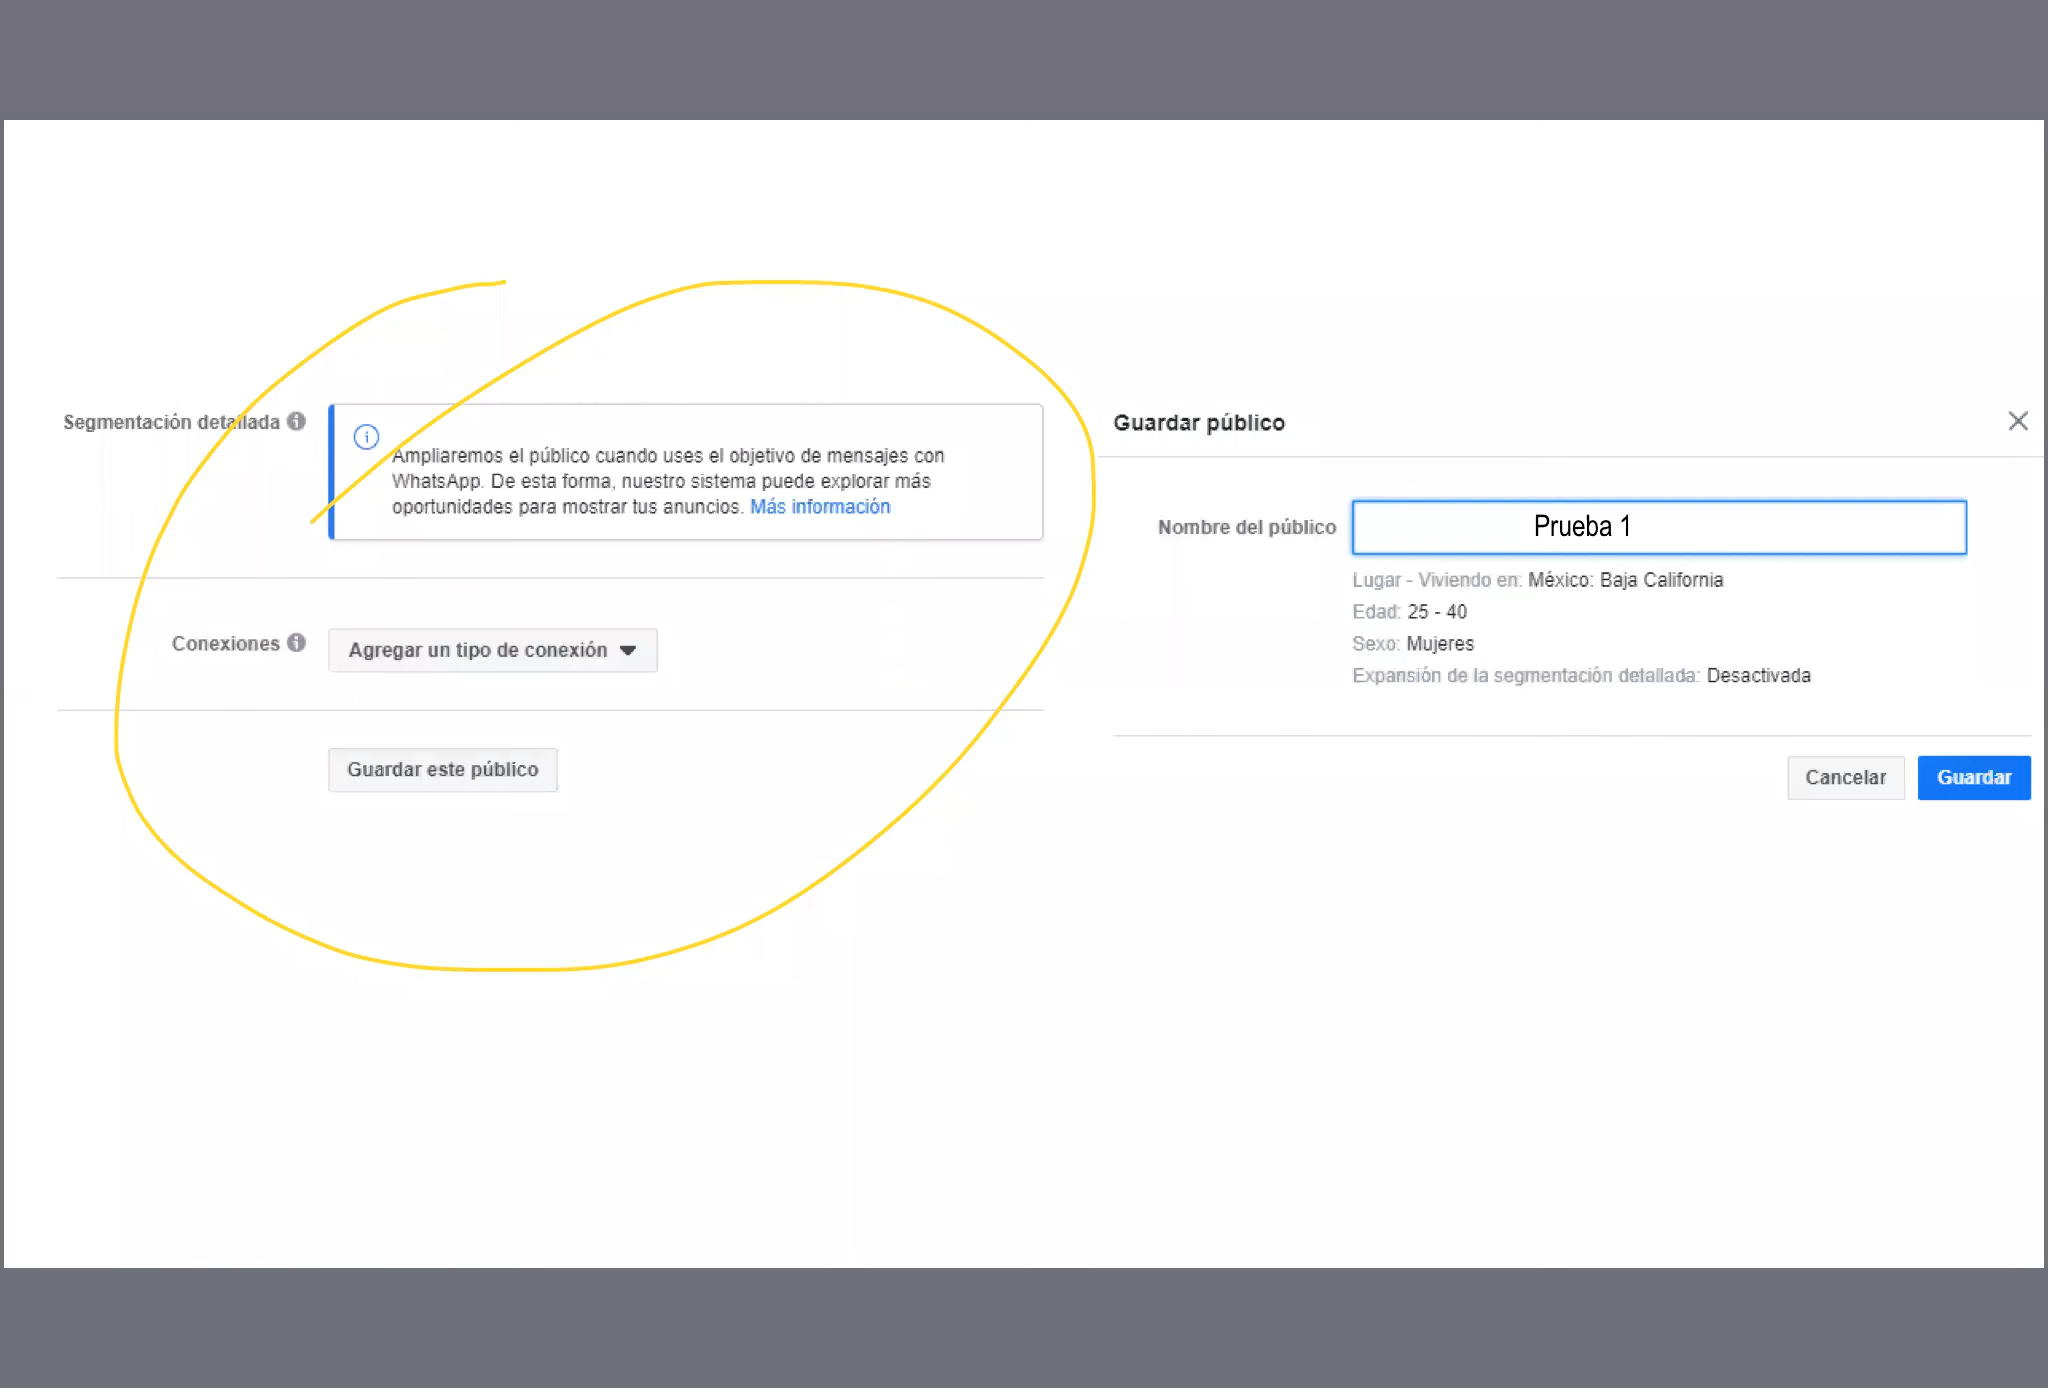 Segmentación detallada
Ampliaremos el público cuando uses el objetivo de mensajes con
WhatsApp. De esta forma, nuestro sistema puede explorar más
oportunidades para mostrar tus anuncios. Más información
Conexiones
Agregar un tipo de conexión
Guardar este público
Guardar público
Nombre del público
Prueba 1
Lugar - Viviendo en: México: Baja California
Edad: 25 - 40
Sexo: Mujeres
Expansión de la segmentación detallada: Desactivada
Cancelar
Guardar